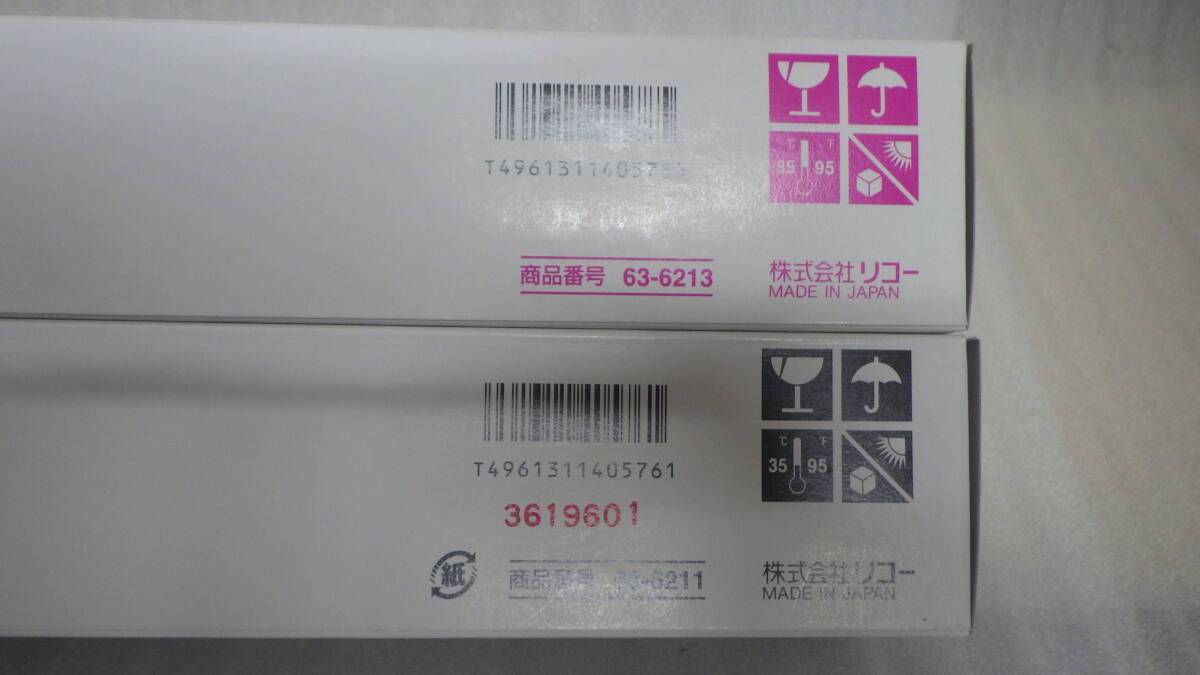 T4961311405785
°C °F
35 95
商品番号 63-6213
株式会社 リコー
MADE IN JAPAN
T4961311405761
°C °F
35 95
3619601
紙
商品番号 63-6211
株式会社 リコー
MADE IN JAPAN